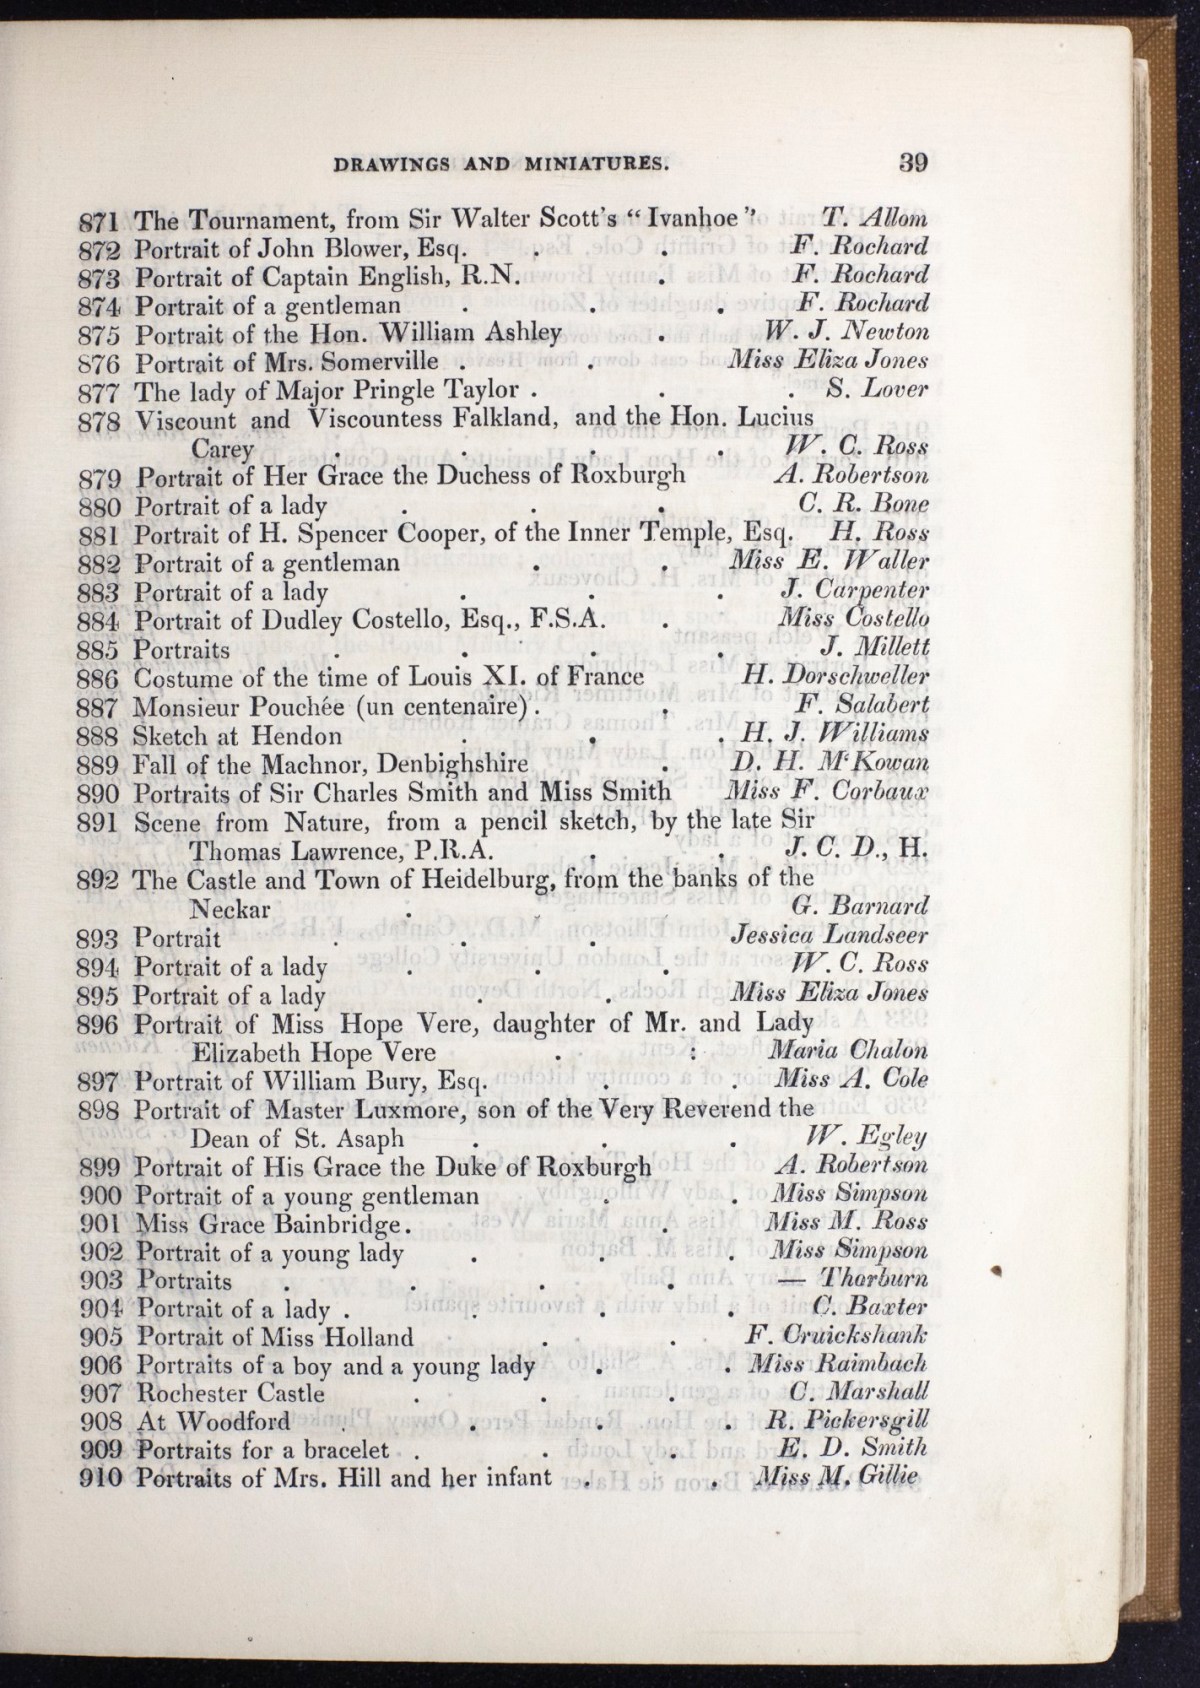 DRAWINGS AND MINIATURES. 39
871 The Tournament, from Sir Walter Scott's "Ivanhoe" T. Allom
872 Portrait of John Blower, Esq. . . F. Rochard
873 Portrait of Captain English, R.N. . F. Rochard
874 Portrait of a gentleman . . . F. Rochard
875 Portrait of the Hon. William Ashley . W. J. Newton
876 Portrait of Mrs. Somerville . . Miss Eliza Jones
877 The lady of Major Pringle Taylor . . . S. Lover
878 Viscount and Viscountess Falkland, and the Hon. Lucius
Carey . . . . W. C. Ross
879 Portrait of Her Grace the Duchess of Roxburgh A. Robertson
880 Portrait of a lady . . . C. R. Bone
881 Portrait of H. Spencer Cooper, of the Inner Temple, Esq. H. Ross
882 Portrait of a gentleman . . Miss E. Waller
883 Portrait of a lady . . . J. Carpenter
884 Portrait of Dudley Costello, Esq., F.S.A. . Miss Costello
885 Portraits . . . . J. Millett
886 Costume of the time of Louis XI. of France H. Dorschweller
887 Monsieur Pouchée (un centenaire) . . F. Salabert
888 Sketch at Hendon . . . H. J. Williams
889 Fall of the Machnor, Denbighshire . D. H. M'Kowan
890 Portraits of Sir Charles Smith and Miss Smith Miss F. Corbaux
891 Scene from Nature, from a pencil sketch, by the late Sir
Thomas Lawrence, P.R.A. . . J. C. D., H.
892 The Castle and Town of Heidelburg, from the banks of the
Neckar . . . G. Barnard
893 Portrait . . . Jessica Landseer
894 Portrait of a lady . . . W. C. Ross
895 Portrait of a lady . . Miss Eliza Jones
896 Portrait of Miss Hope Vere, daughter of Mr. and Lady
Elizabeth Hope Vere . : Maria Chalon
897 Portrait of William Bury, Esq. . . Miss A. Cole
898 Portrait of Master Luxmore, son of the Very Reverend the
Dean of St. Asaph . . . W. Egley
899 Portrait of His Grace the Duke of Roxburgh A. Robertson
900 Portrait of a young gentleman . . Miss Simpson
901 Miss Grace Bainbridge . . . Miss M. Ross
902 Portrait of a young lady . . . Miss Simpson
903 Portraits . . . . — Thorburn
904 Portrait of a lady . . . . C. Baxter
905 Portrait of Miss Holland . . F. Cruickshank
906 Portraits of a boy and a young lady . . Miss Raimbach
907 Rochester Castle . . . C. Marshall
908 At Woodford . . . . R. Pickersgill
909 Portraits for a bracelet . . . E. D. Smith
910 Portraits of Mrs. Hill and her infant . . Miss M. Gillie